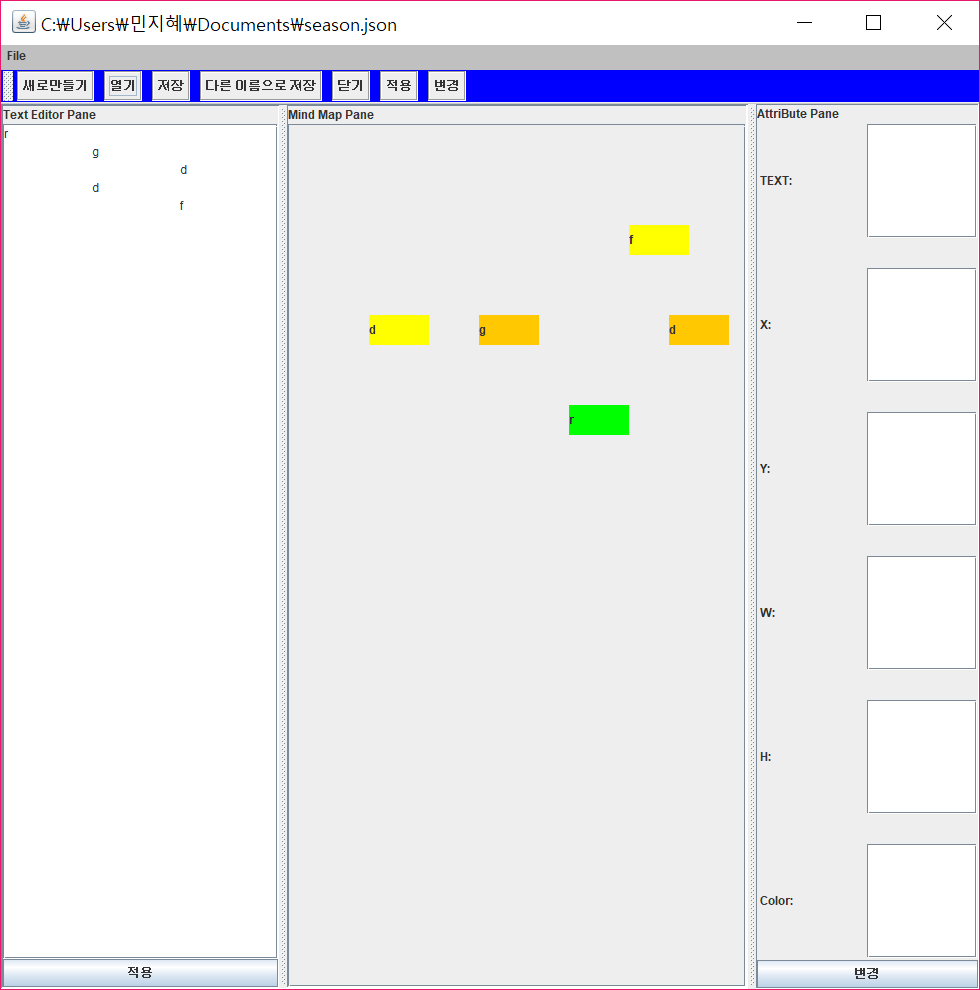 C:₩Users₩민지혜₩Documents₩season.json
File
새로만들기 열기 저장 다른 이름으로 저장 닫기 적용 변경
Text Editor Pane
r
g
d
d
f
적용
Mind Map Pane
f
d g d
r
AttriBute Pane
TEXT:
X:
Y:
W:
H:
Color:
변경